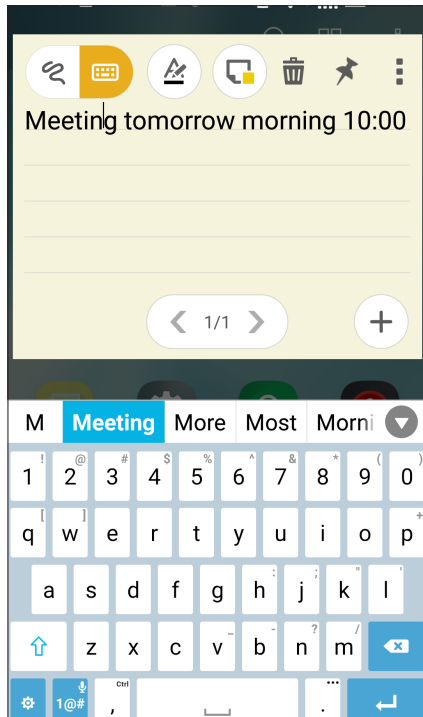 Meeting tomorrow morning 10:00
1/1
M Meeting More Most Morni
! @ # $ % ^ & * ( )
1 2 3 4 5 6 7 8 9 0
[ ] +
q w e r t y u i o p
: ; " '
a s d f g h j k l
_ - ? /
z x c v b n m
Ctrl ...
1@# , .